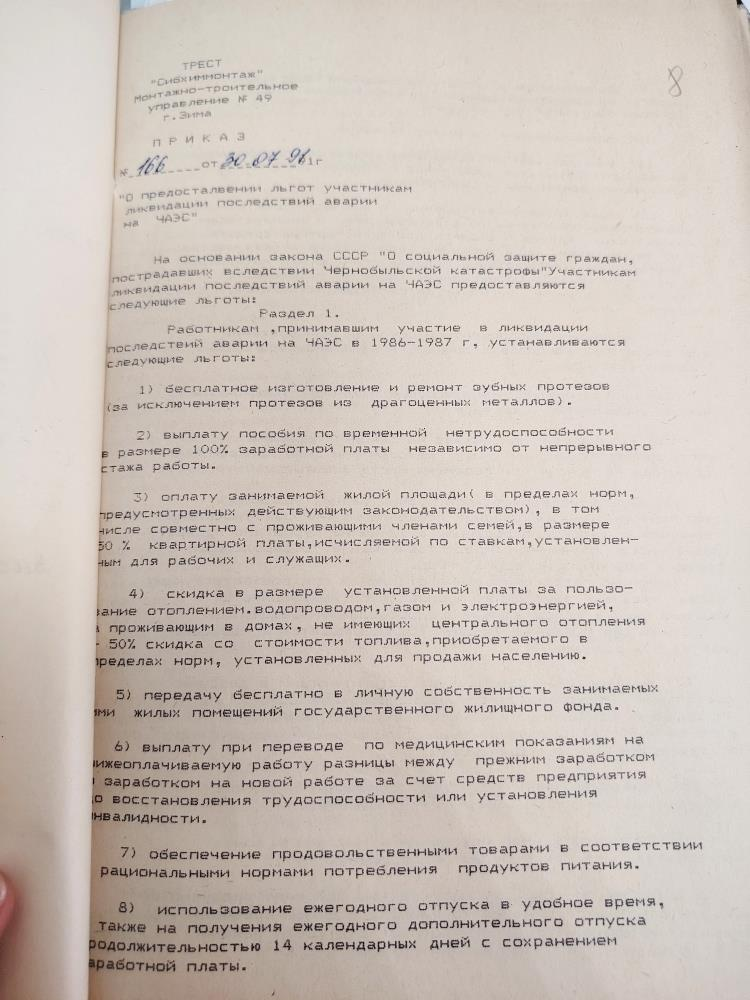 8
ТРЕСТ
"Сибхиммонтаж"
Монтажно-троительное
управление № 49
г.Зима
П Р И К А З
№ 166 от 30.07.91 91г
"О предосталвении льгот участникам
ликвидации последствий аварии
на ЧАЭС"
На основании закона СССР "О социальной защите граждан,
пострадавших вследствии Чернобыльской катастрофы"Участникам
ликвидации последствий аварии на ЧАЭС предоставляются
следующие льготы:
Раздел 1.
Работникам ,принимавшим участие в ликвидации
последствий аварии на ЧАЭС в 1986-1987 г, устанавливаются
следующие льготы:
1) бесплатное изготовление и ремонт зубных протезов
(за исключением протезов из драгоценных металлов).
2) выплату пособия по временной нетрудоспособности
в размере 100% заработной платы независимо от непрерывного
стажа работы.
3) оплату занимаемой жилой площади( в пределах норм,
предусмотренных действующим законодательством), в том
числе совместно с проживающими членами семей,в размере
50 % квартирной платы,исчисляемой по ставкам,установлен-
ным для рабочих и служащих.
4) скидка в размере установленной платы за пользо-
вание отоплением.водопроводом,газом и электроэнергией,
а проживающим в домах, не имеющих центрального отопления
- 50% скидка со стоимости топлива,приобретаемого в
пределах норм, установленных для продажи населению.
5) передачу бесплатно в личную собственность занимаемых
ими жилых помещений государственного жилищного фонда.
6) выплату при переводе по медицинским показаниям на
нижеоплачиваемую работу разницы между прежним заработком
и заработком на новой работе за счет средств предприятия
до восстановления трудоспособности или установления
инвалидности.
7) обеспечение продовольственными товарами в соответствии
рациональными нормами потребления продуктов питания.
8) использование ежегодного отпуска в удобное время,
также на получения ежегодного дополнительного отпуска
родолжительностью 14 календарных дней с сохранением
аработной платы.